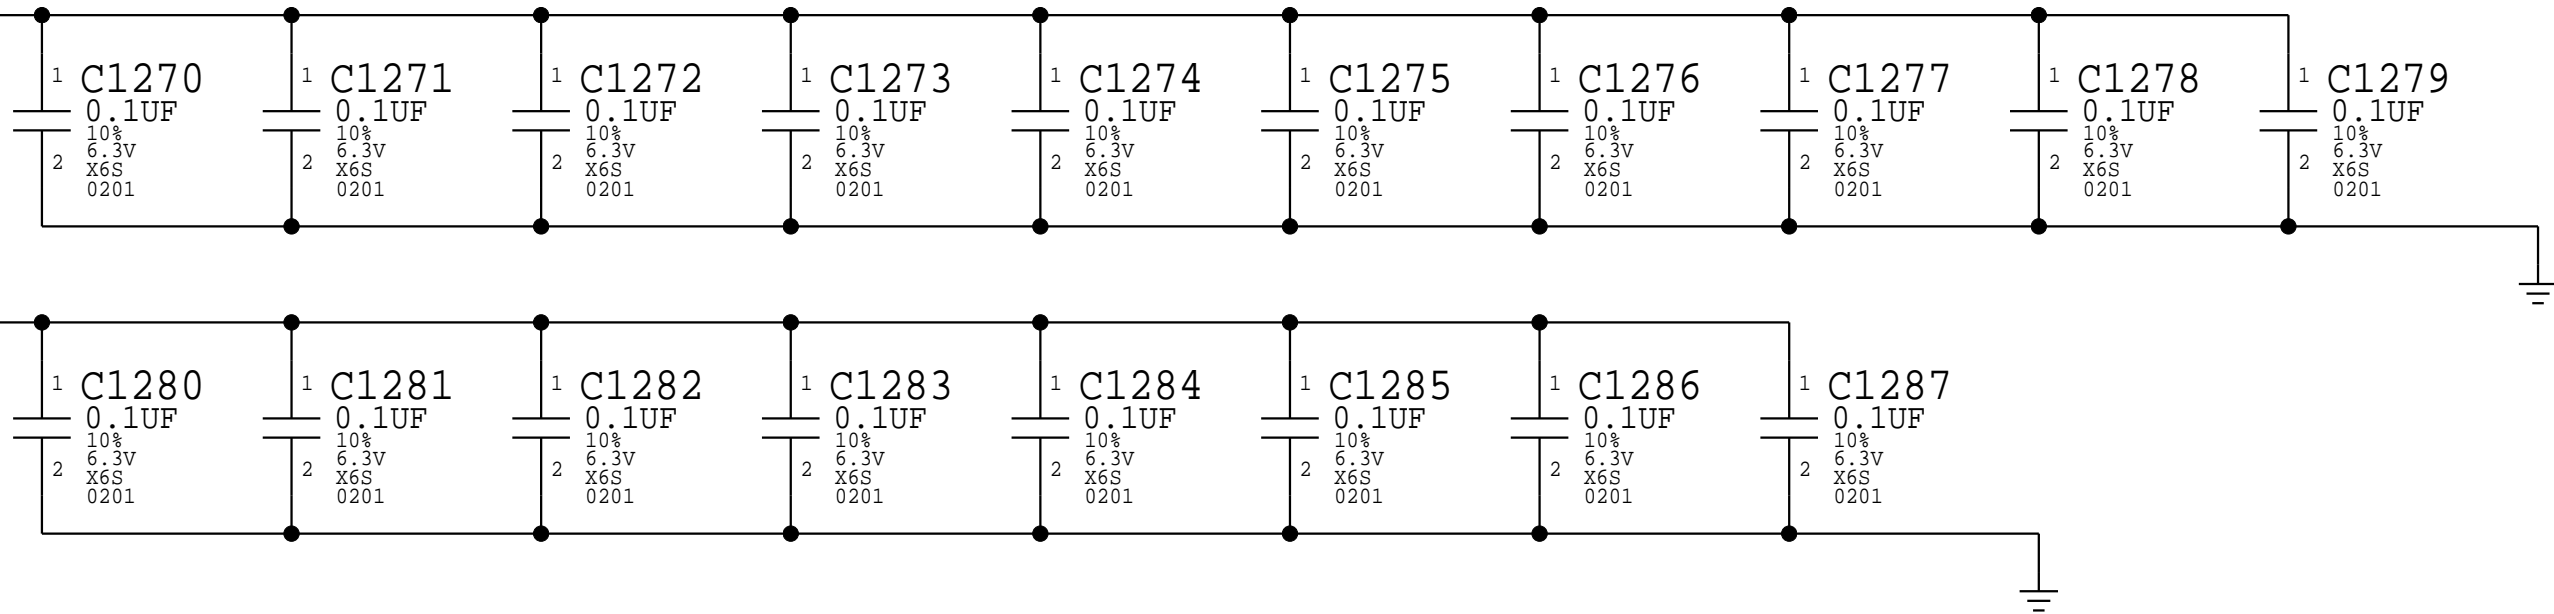 1 C1270
0.1UF
10%
6.3V
2 X6S
0201
1 C1271
0.1UF
10%
6.3V
2 X6S
0201
1 C1272
0.1UF
10%
6.3V
2 X6S
0201
1 C1273
0.1UF
10%
6.3V
2 X6S
0201
1 C1274
0.1UF
10%
6.3V
2 X6S
0201
1 C1275
0.1UF
10%
6.3V
2 X6S
0201
1 C1276
0.1UF
10%
6.3V
2 X6S
0201
1 C1277
0.1UF
10%
6.3V
2 X6S
0201
1 C1278
0.1UF
10%
6.3V
2 X6S
0201
1 C1279
0.1UF
10%
6.3V
2 X6S
0201
1 C1280
0.1UF
10%
6.3V
2 X6S
0201
1 C1281
0.1UF
10%
6.3V
2 X6S
0201
1 C1282
0.1UF
10%
6.3V
2 X6S
0201
1 C1283
0.1UF
10%
6.3V
2 X6S
0201
1 C1284
0.1UF
10%
6.3V
2 X6S
0201
1 C1285
0.1UF
10%
6.3V
2 X6S
0201
1 C1286
0.1UF
10%
6.3V
2 X6S
0201
1 C1287
0.1UF
10%
6.3V
2 X6S
0201